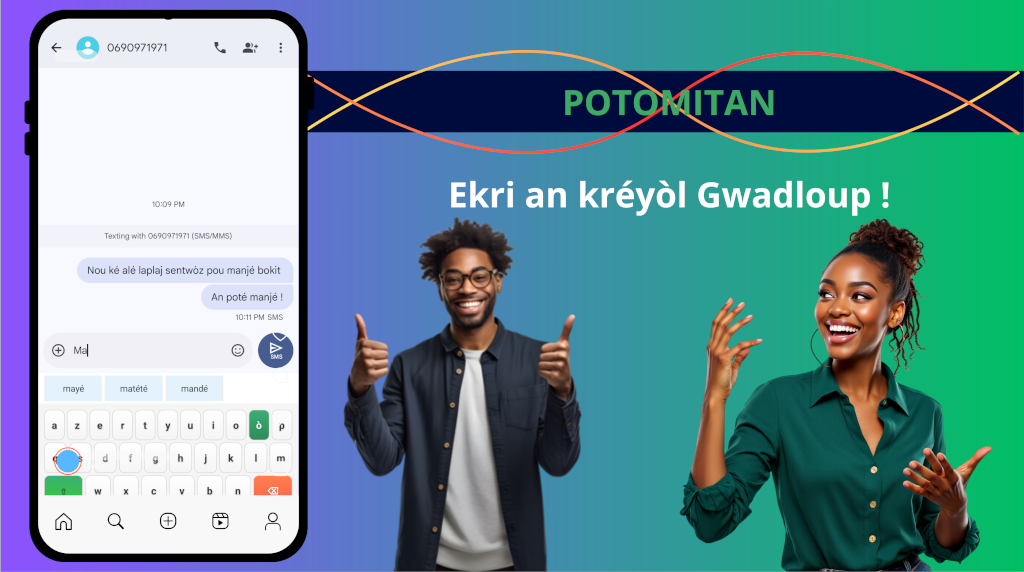 0690971971
10:09 PM
Texting with 0690971971 (SMS/MMS)
Nou ké alé laplaj sentwòz pou manjé bokit
An poté manjé !
10:11 PM SMS
Ma
SMS
mayé matété mandé
a z e r t y u i o ò p
d f g h j k l m
w x c v b n
POTOMITAN
Ekri an kréyòl Gwadloup !